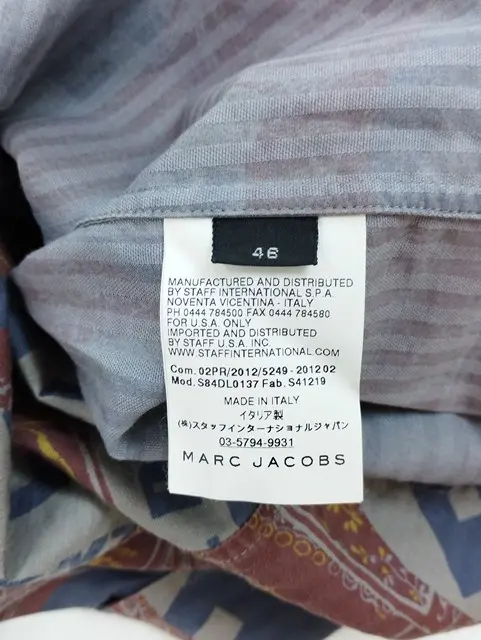 46
MANUFACTURED AND DISTRIBUTED
BY STAFF INTERNATIONAL S.P.A.
NOVENTA VICENTINA - ITALY
PH 0444 784500 FAX 0444 784580
FOR U.S.A. ONLY
IMPORTED AND DISTRIBUTED
BY STAFF U.S.A. INC.
WWW.STAFFINTERNATIONAL.COM
Com. 02PR/2012/5249 - 201202
Mod. S84DL0137 Fab. S41219
MADE IN ITALY
イタリア製
(株)スタッフインターナショナルジャパン
03-5794-9931
MARC JACOBS